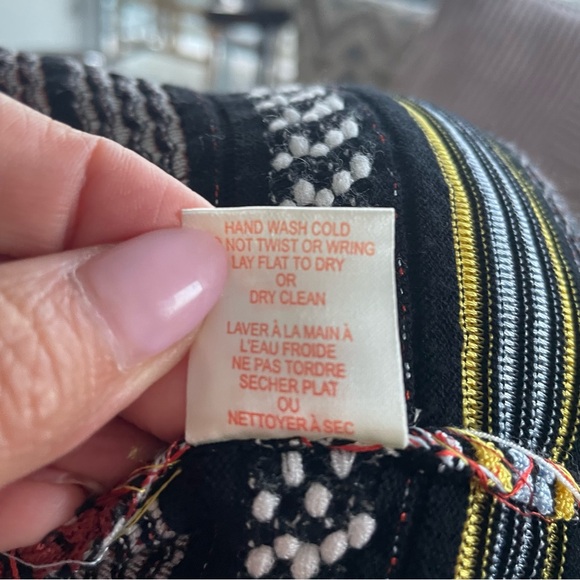 HAND WASH COLD
NOT TWIST OR WRING
LAY FLAT TO DRY
OR
DRY CLEAN
LAVER À LA MAIN À
L'EAU FROIDE
NE PAS TORDRE
SECHER PLAT
OU
NETTOYER À SEC